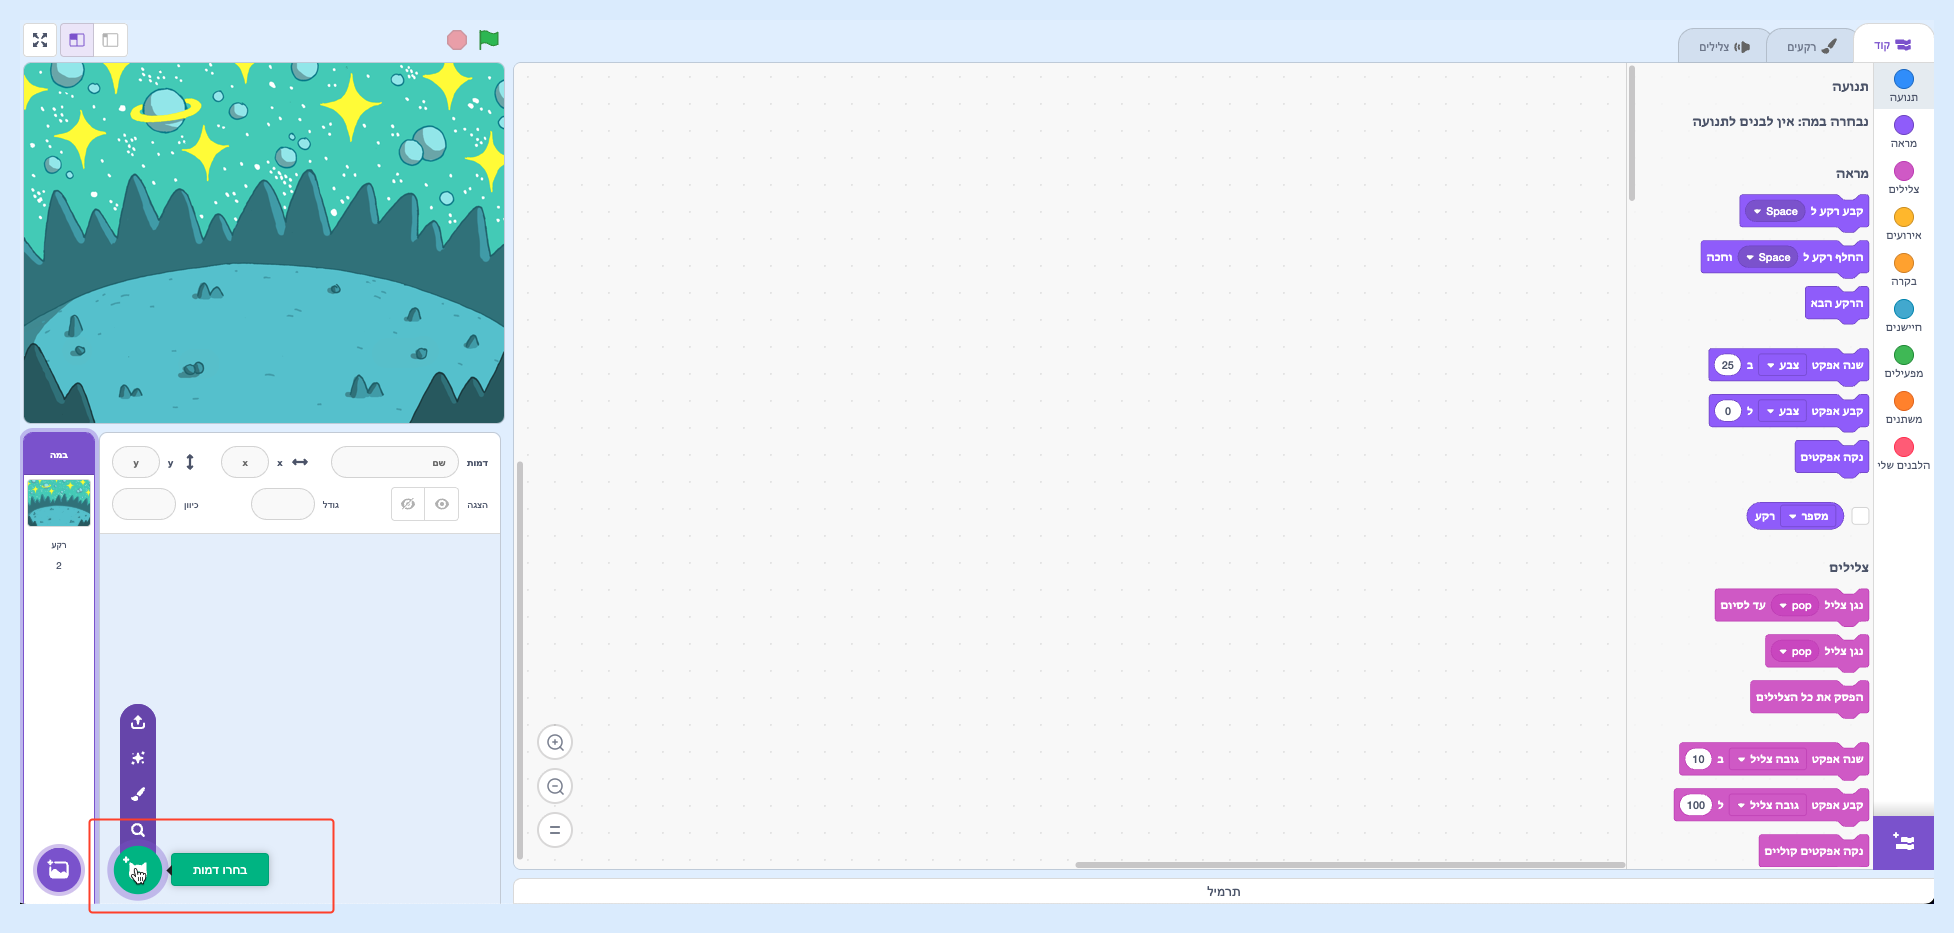 קוד
רקעים
צלילים
תנועה
מראה
צלילים
אירועים
בקרה
חיישנים
מפעילים
משתנים
הלבנים שלי
תנועה
נבחרה במה: אין לבנים לתנועה
מראה
קבע רקע ל Space
החלף רקע ל Space וחכה
הרקע הבא
שנה אפקט צבע ב 25
קבע אפקט צבע ל 0
נקה אפקטים
מספר רקע
צלילים
נגן צליל pop עד לסיום
נגן צליל pop
הפסק את כל הצלילים
שנה אפקט גובה צליל ב 10
קבע אפקט גובה צליל ל 100
נקה אפקטים קוליים
תרמיל
דמות שם x x y y
הצגה גודל כיוון
במה
רקע
2
בחרו דמות